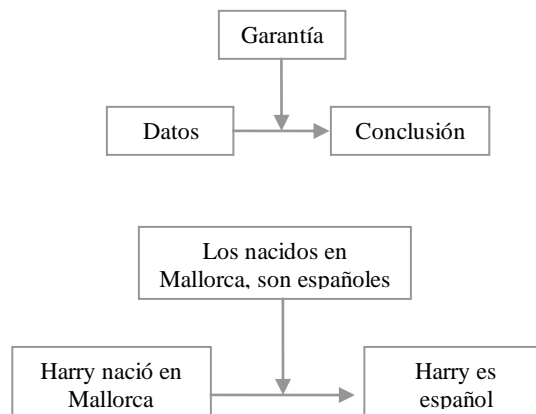 Garantía
Datos
Conclusión
Los nacidos en
Mallorca, son españoles
Harry nació en
Mallorca
Harry es
español